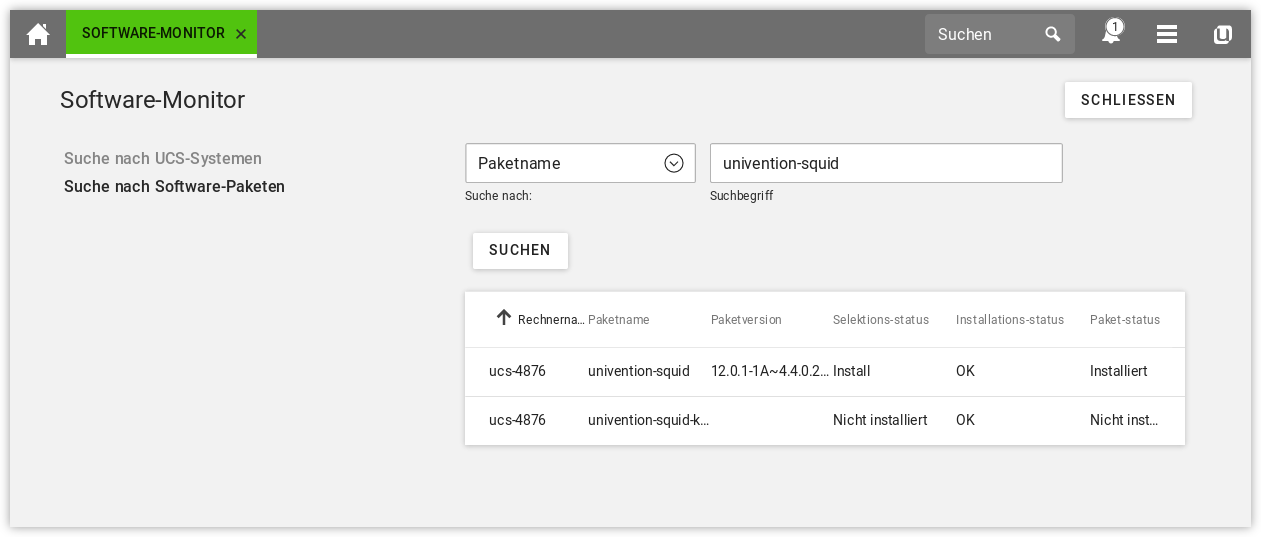 SOFTWARE-MONITOR
Suchen
1
Software-Monitor
SCHLIESSEN
Suche nach UCS-Systemen
Suche nach Software-Paketen
Paketname univention-squid
Suche nach: Suchbegriff
SUCHEN
Rechnerna... Paketname Paketversion Selektions-status Installations-status Paket-status
ucs-4876 univention-squid 12.0.1-1A~4.4.0.2... Install OK Installiert
ucs-4876 univention-squid-k... Nicht installiert OK Nicht inst...